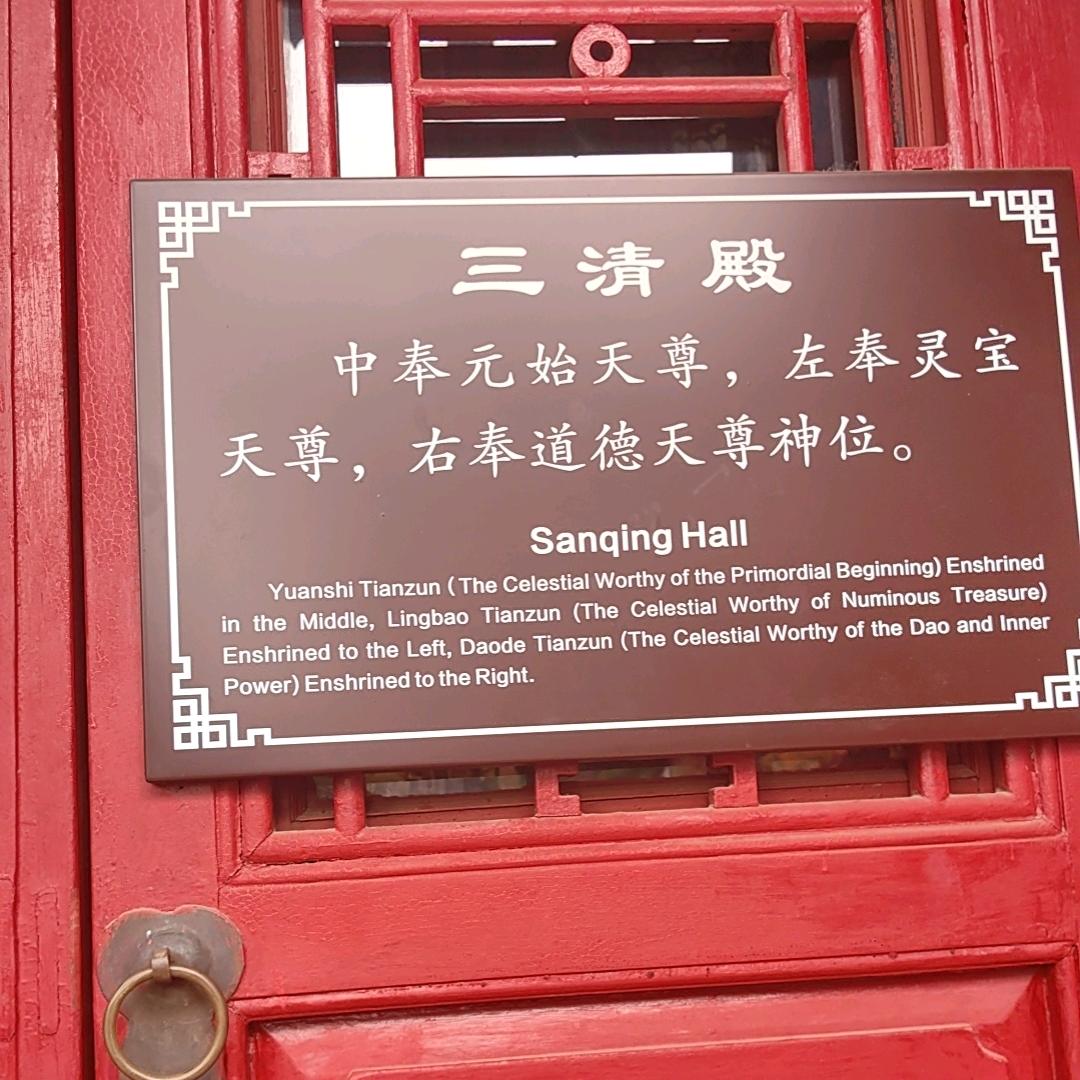 三清殿
中奉元始天尊，左奉灵宝
天尊，右奉道德天尊神位。
Sanqing Hall
Yuanshi Tianzun ( The Celestial Worthy of the Primordial Beginning) Enshrined
in the Middle, Lingbao Tianzun (The Celestial Worthy of Numinous Treasure)
Enshrined to the Left, Daode Tianzun (The Celestial Worthy of the Dao and Inner
Power) Enshrined to the Right.